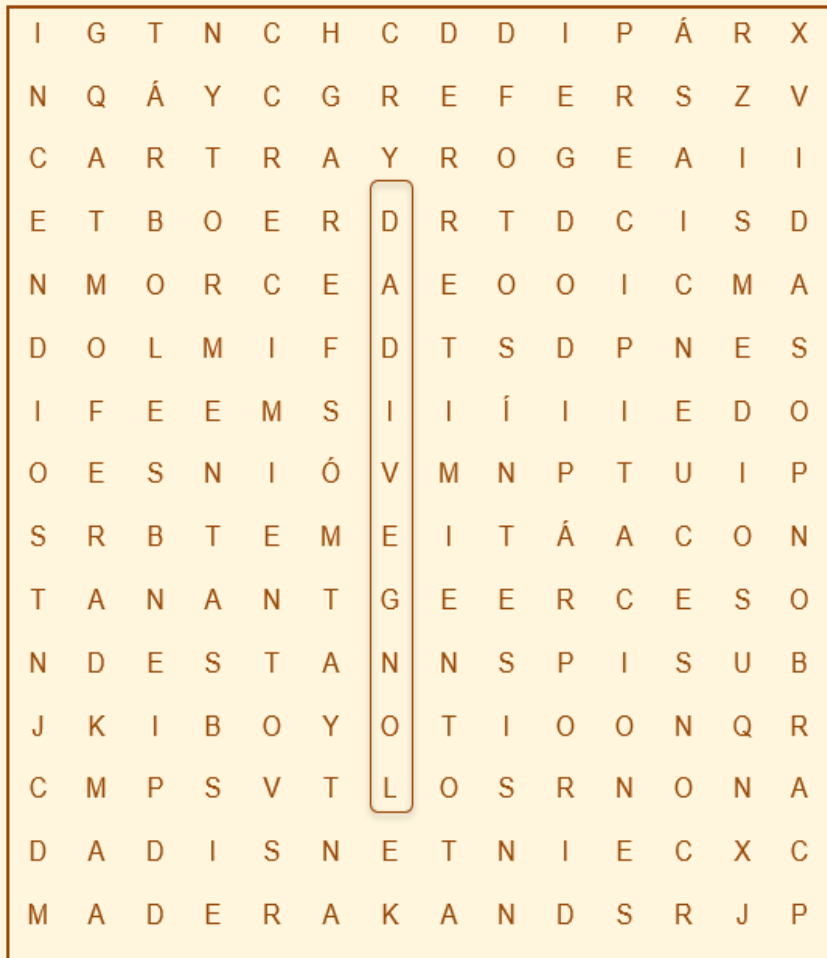 I G T N C H C D D I P Á R X
N Q Á Y C G R E F E R S Z V
C A R T R A Y R O G E A I I
E T B O E R D R T D C I S D
N M O R C E A E O O I C M A
D O L M I F D T S D P N E S
I F E E M S I I Í I I E D O
O E S N I Ó V M N P T U I P
S R B T E M E I T Á A C O N
T A N A N T G E E R C E S O
N D E S T A N N S P I S U B
J K I B O Y O T I O O N Q R
C M P S V T L O S R N O N A
D A D I S N E T N I E C X C
M A D E R A K A N D S R J P